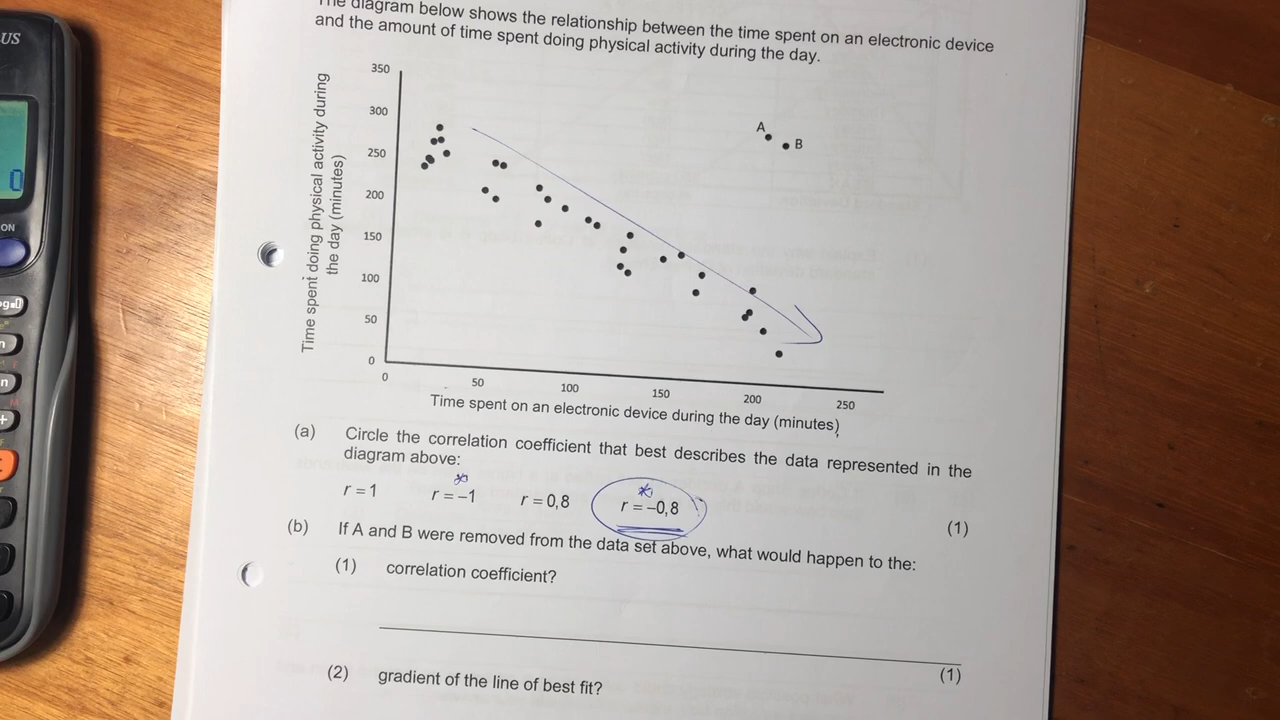 The diagram below shows the relationship between the time spent on an electronic device
and the amount of time spent doing physical activity during the day.
US
0
ON
Time spent doing physical activity during
the day (minutes)
350
300
250
200
150
100
50
0
A
B
0
50
100
150
200
250
Time spent on an electronic device during the day (minutes)
(a) Circle the correlation coefficient that best describes the data represented in the
diagram above:
r = 1 r = –1 r = 0,8 r = –0,8 (1)
(b) If A and B were removed from the data set above, what would happen to the:
(1) correlation coefficient?
(1)
(2) gradient of the line of best fit?